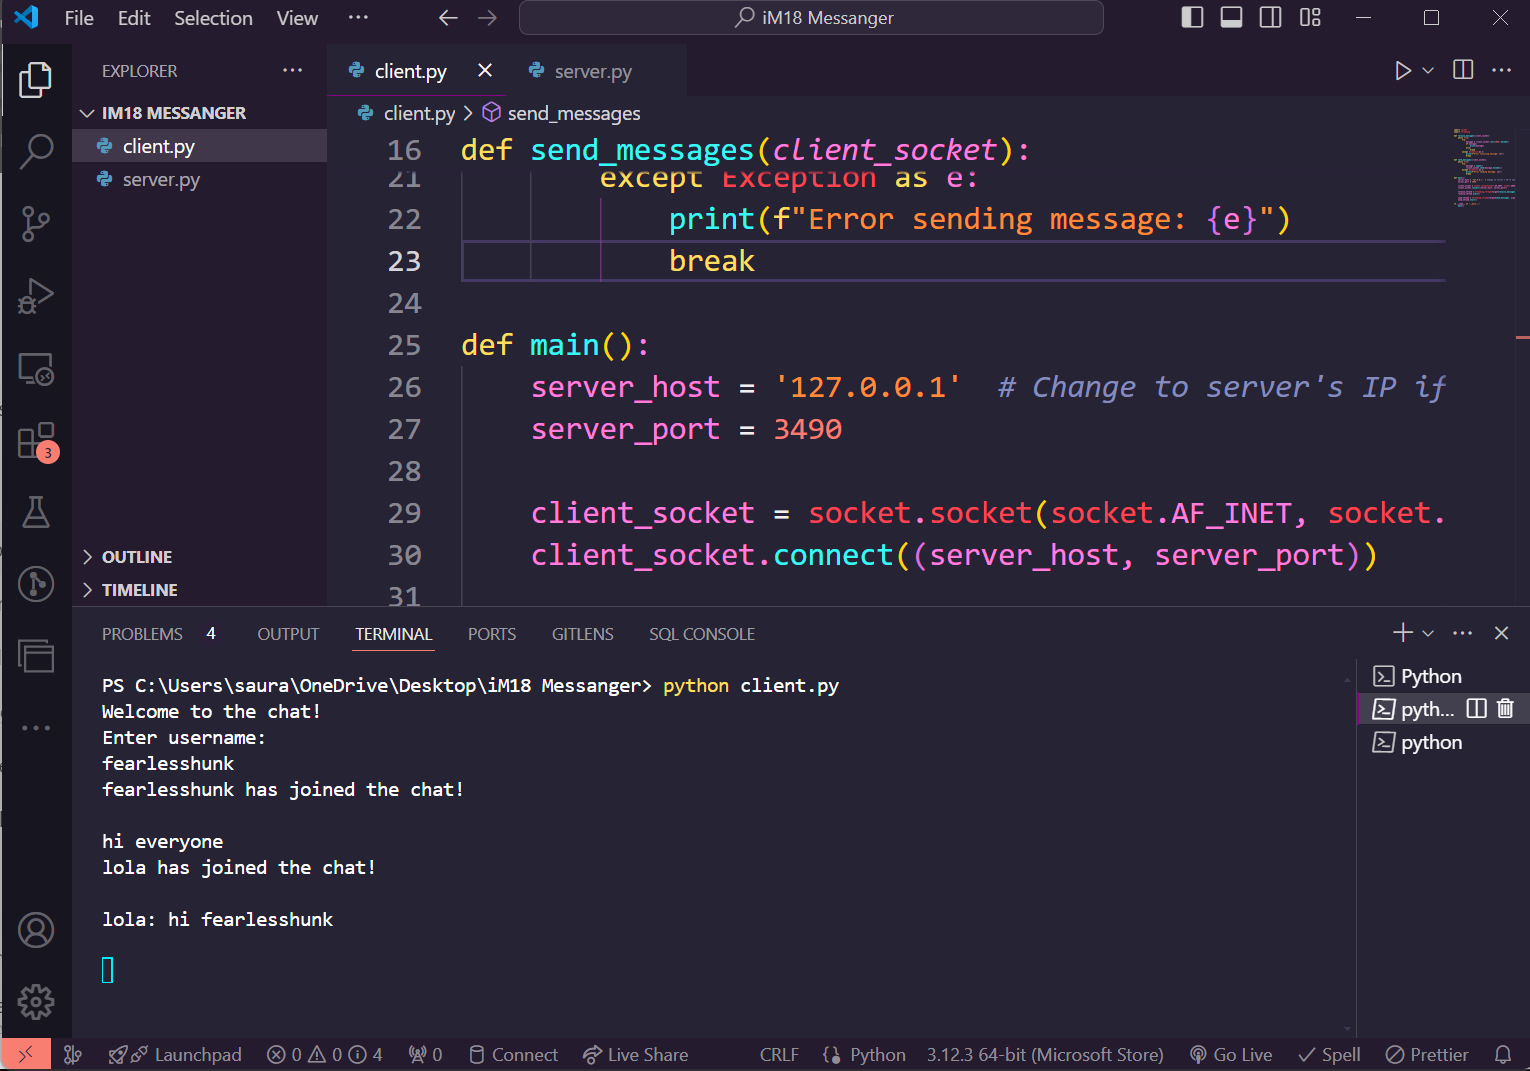 File Edit Selection View ··· iM18 Messanger
EXPLORER ···
IM18 MESSANGER
client.py
server.py
OUTLINE
TIMELINE
3
client.py server.py
client.py > send_messages
16 def send_messages(client_socket):
21 except Exception as e:
22 print(f"Error sending message: {e}")
23 break
24
25 def main():
26 server_host = '127.0.0.1' # Change to server's IP if
27 server_port = 3490
28
29 client_socket = socket.socket(socket.AF_INET, socket.
30 client_socket.connect((server_host, server_port))
31
PROBLEMS 4 OUTPUT TERMINAL PORTS GITLENS SQL CONSOLE
PS C:\Users\saura\OneDrive\Desktop\iM18 Messanger> python client.py
Welcome to the chat!
Enter username:
fearlesshunk
fearlesshunk has joined the chat!
hi everyone
lola has joined the chat!
lola: hi fearlesshunk
Python
pyth...
python
Launchpad 0 0 4 0 Connect Live Share CRLF {} Python 3.12.3 64-bit (Microsoft Store) Go Live Spell Prettier